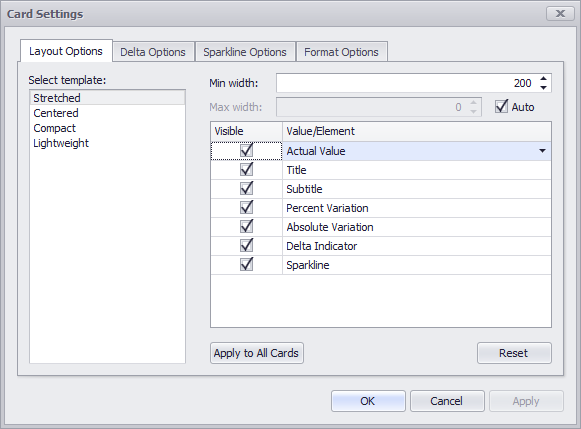 Card Settings
Layout Options Delta Options Sparkline Options Format Options
Select template:
Stretched
Centered
Compact
Lightweight
Min width: 200
Max width: 0 Auto
Visible Value/Element
Actual Value
Title
Subtitle
Percent Variation
Absolute Variation
Delta Indicator
Sparkline
Apply to All Cards Reset
OK Cancel Apply